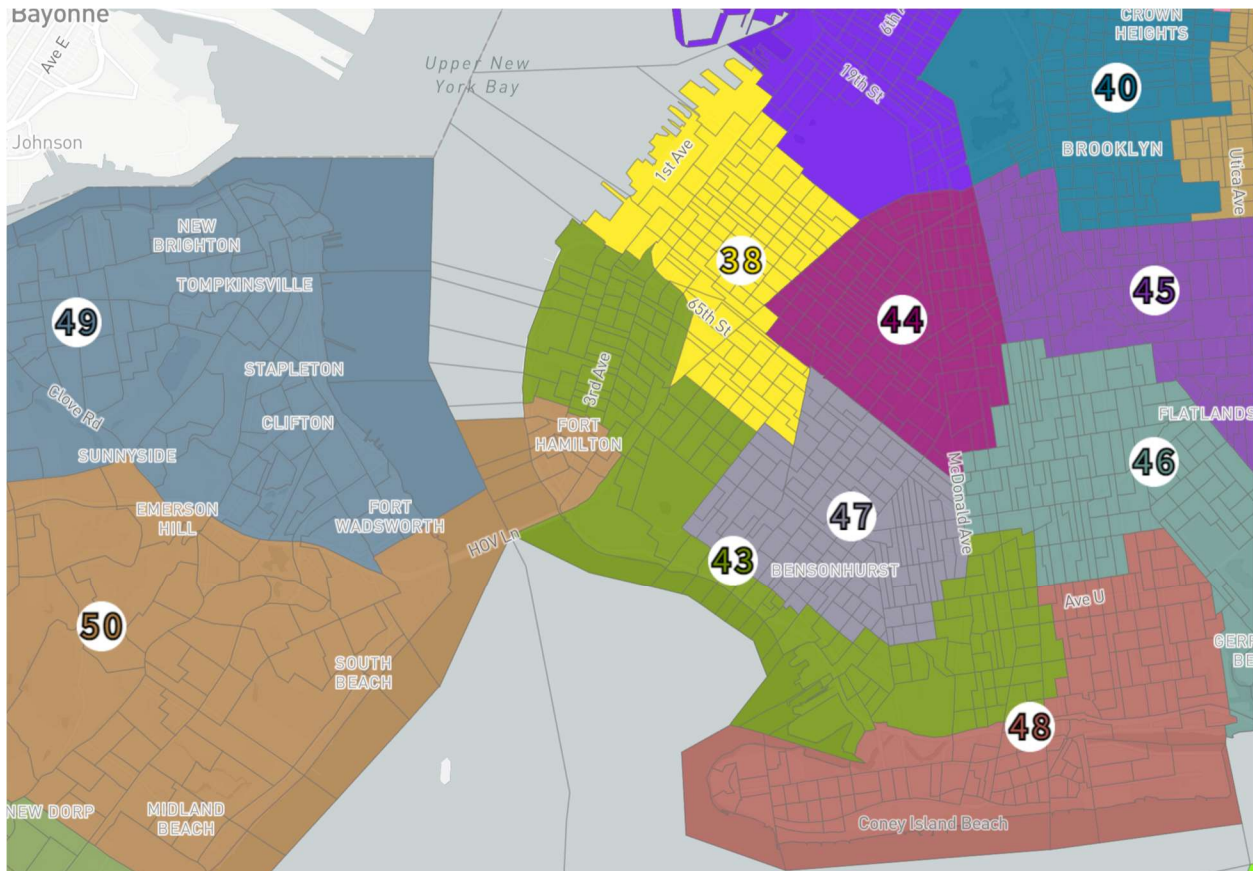 Bayonne
Ave E
Johnson
Upper New
York Bay
6th
19th St
CROWN
HEIGHTS
40
BROOKLYN
Utica Ave
1st Ave
NEW
BRIGHTON
TOMPKINSVILLE
49
38
65th St
44
45
STAPLETON
3rd Ave
Clove Rd
CLIFTON
FORT
HAMILTON
FLATLANDS
SUNNYSIDE
McDonald Ave
46
EMERSON
HILL
FORT
WADSWORTH
47
HOV Ln
43
BENSONHURST
Ave U
50
SOUTH
BEACH
48
NEW DORP
MIDLAND
BEACH
Coney Island Beach